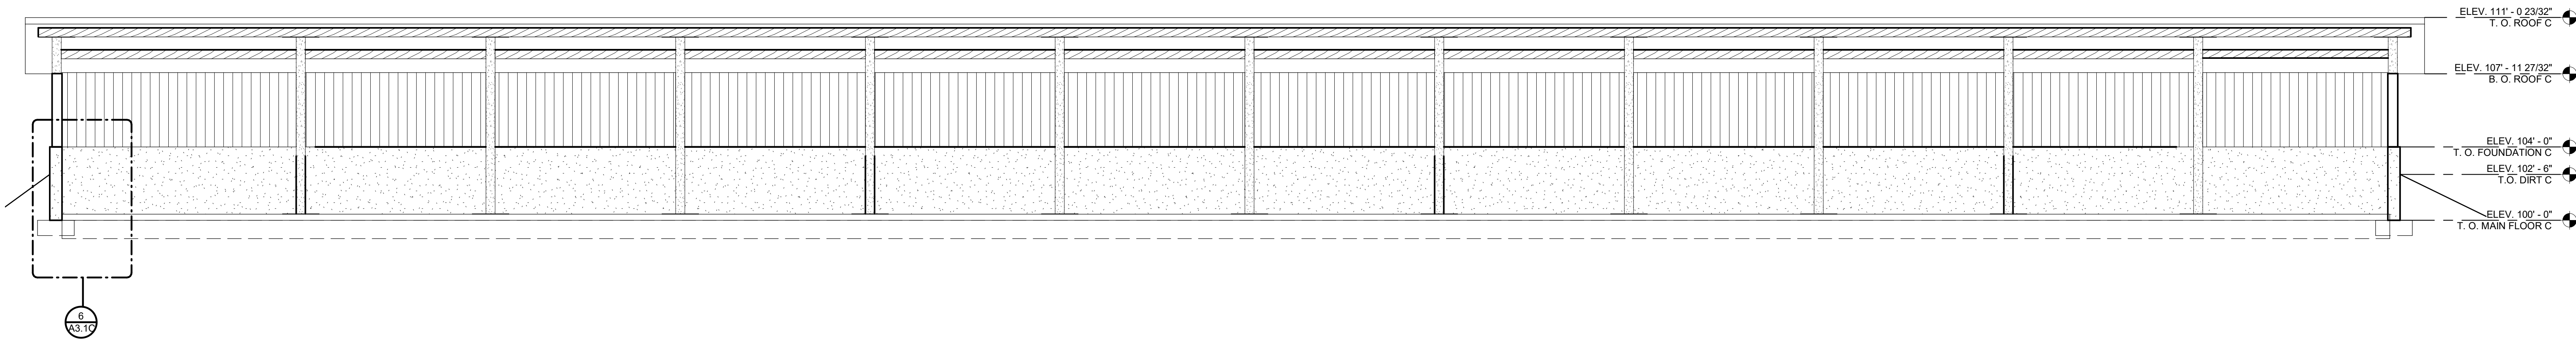 ELEV. 111' - 0 23/32"
T. O. ROOF C
ELEV. 107' - 11 27/32"
B. O. ROOF C
ELEV. 104' - 0"
T. O. FOUNDATION C
ELEV. 102' - 6"
T.O. DIRT C
ELEV. 100' - 0"
T. O. MAIN FLOOR C
6
A3.1C